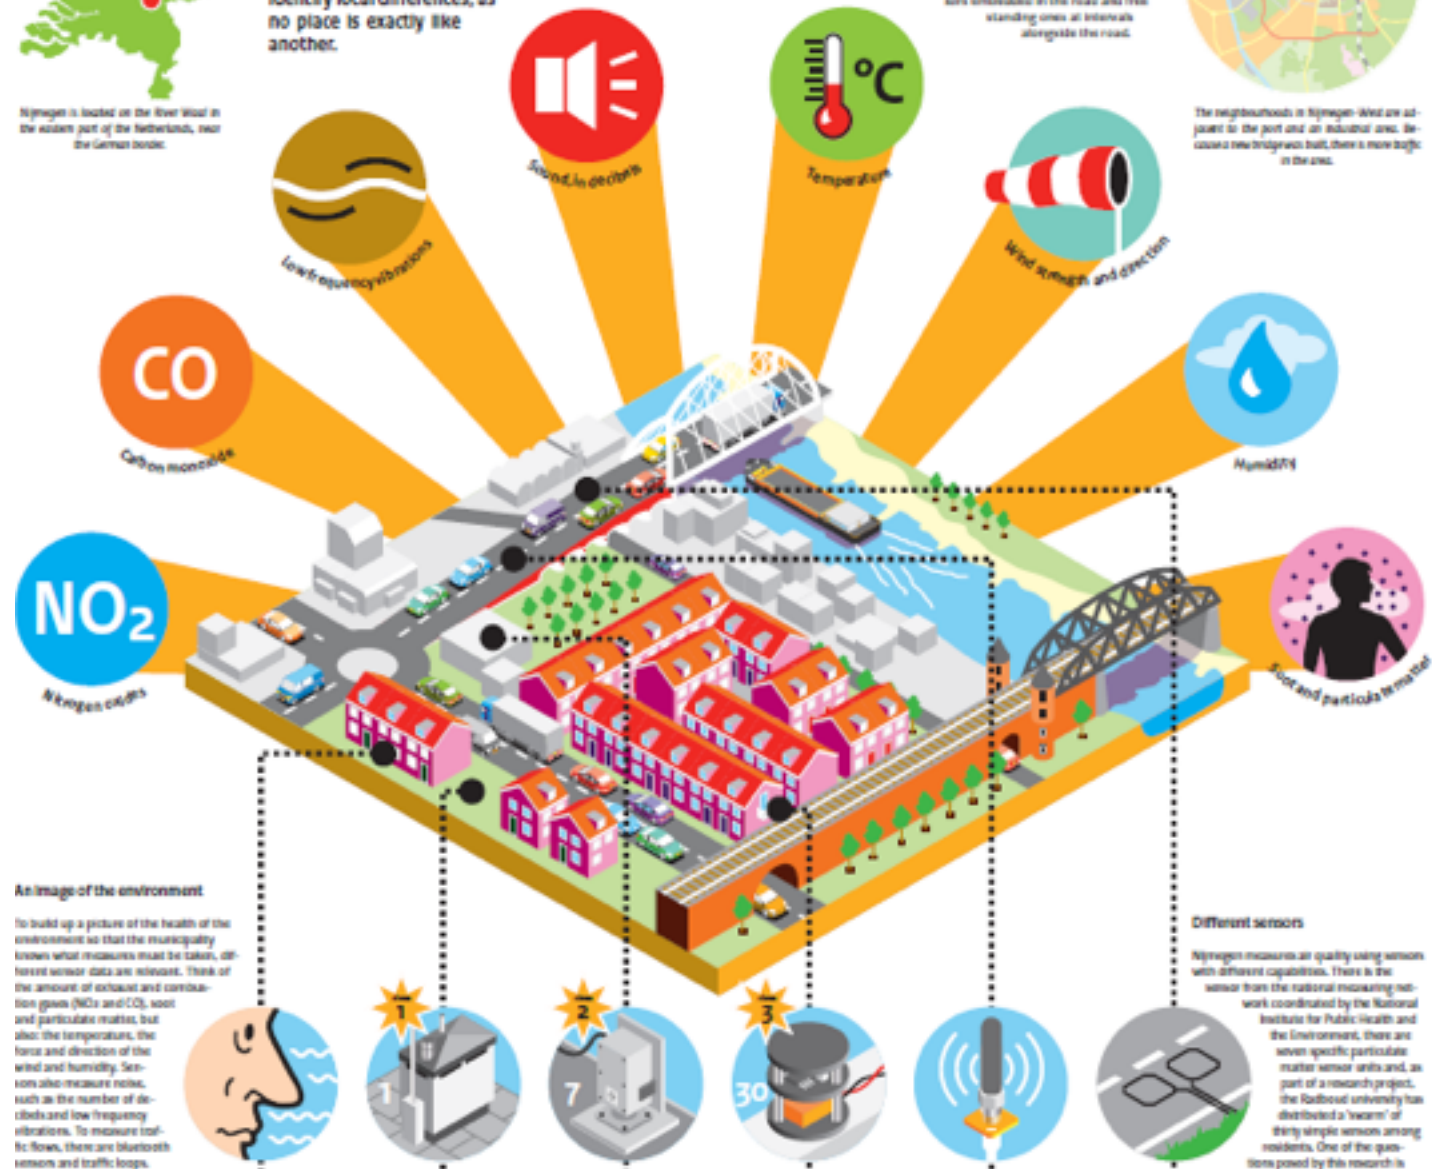 identify local differences, as
no place is exactly like
another.
standing ones at intervals
alongside the road.
Nijmegen is located on the River Waal in
the eastern part of the Netherlands, near
the German border.
The neighbourhoods in Nijmegen-West are ad-
jacent to the port and an industrial area. Be-
cause a new bridge was built, there is more traffic
in the area.
°C
Sound, in decibels
Temperature
Low frequency vibrations
Wind strength and direction
CO
Carbon monoxide
Humidity
NO₂
Nitrogen oxides
Soot and particulate matter
An image of the environment
To build up a picture of the health of the
environment so that the municipality
knows what measures must be taken, dif-
ferent sensor data are relevant. Think of
the amount of exhaust and combus-
tion gases (NOx and CO), soot
and particulate matter, but
also: the temperature, the
force and direction of the
wind and humidity. Sen-
sors also measure noise,
such as the number of de-
cibels and low frequency
vibrations. To measure traf-
fic flows, there are bluetooth
sensors and traffic loops.
Different sensors
Nijmegen measures air quality using sensors
with different capabilities. There is the
sensor from the national measuring net-
work coordinated by the National
Institute for Public Health and
the Environment, there are
seven specific particulate
matter sensor units and, as
part of a research project,
the Radboud university has
distributed a 'swarm' of
thirty simple sensors among
residents. One of the ques-
tions posed by this research is
1
2
3
1
7
30